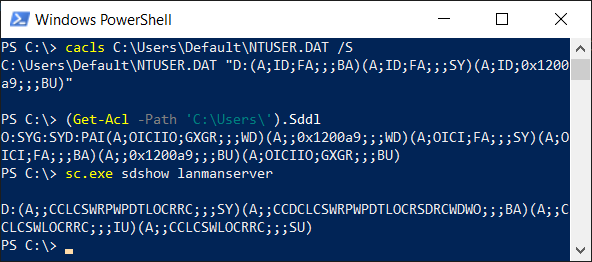 Windows PowerShell
PS C:\> cacls C:\Users\Default\NTUSER.DAT /S
C:\Users\Default\NTUSER.DAT "D:(A;ID;FA;;;BA)(A;ID;FA;;;SY)(A;ID;0x1200
a9;;;BU)"
PS C:\> (Get-Acl -Path 'C:\Users\').Sddl
O:SYG:SYD:PAI(A;OICIIO;GXGR;;;WD)(A;;0x1200a9;;;WD)(A;OICI;FA;;;SY)(A;O
ICI;FA;;;BA)(A;;0x1200a9;;;BU)(A;OICIIO;GXGR;;;BU)
PS C:\> sc.exe sdshow lanmanserver
D:(A;;CCLCSWRPWPDTLOCRRC;;;SY)(A;;CCDCLCSWRPWPDTLOCRSDRCWDWO;;;BA)(A;;C
CLCSWLOCRRC;;;IU)(A;;CCLCSWLOCRRC;;;SU)
PS C:\>